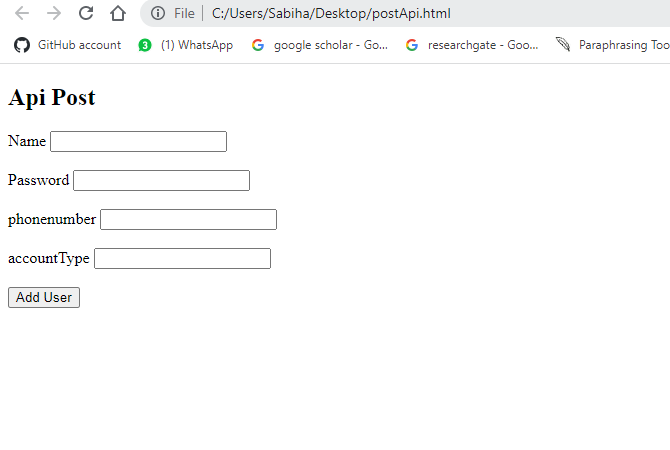 File C:/Users/Sabiha/Desktop/postApi.html
GitHub account 3 (1) WhatsApp G google scholar - Go... G researchgate - Goo... Paraphrasing Too
Api Post
Name
Password
phonenumber
accountType
Add User